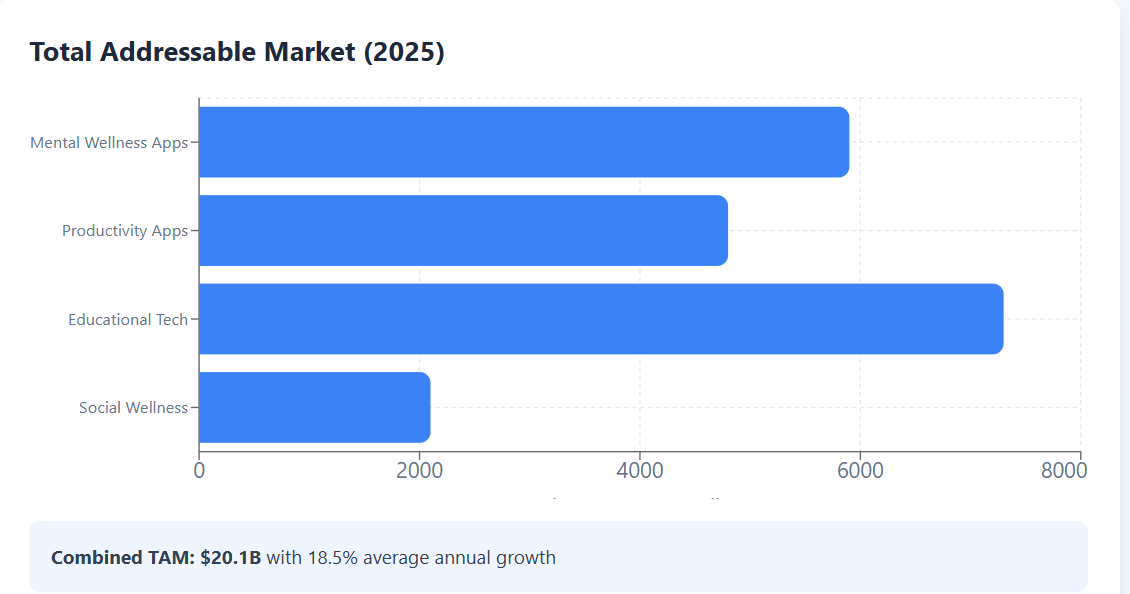 Total Addressable Market (2025)
Mental Wellness Apps
Productivity Apps
Educational Tech
Social Wellness
0 2000 4000 6000 8000
Combined TAM: $20.1B with 18.5% average annual growth